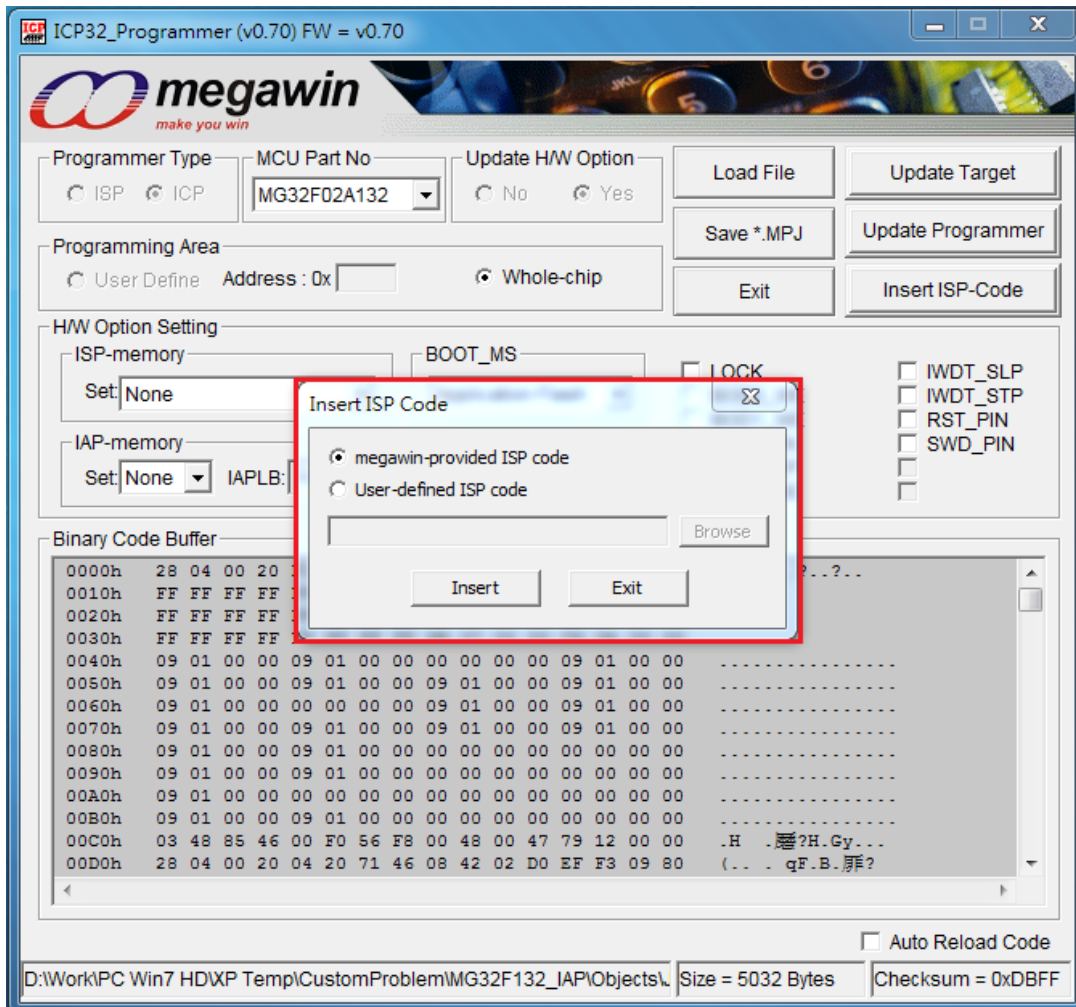 ICP32_Programmer (v0.70) FW = v0.70
megawin
make you win
Programmer Type
ISP ICP
MCU Part No
MG32F02A132
Update H/W Option
No Yes
Load File
Update Target
Save *.MPJ
Update Programmer
Exit
Insert ISP-Code
Programming Area
User Define Address : 0x
Whole-chip
H/W Option Setting
ISP-memory
Set: None
BOOT_MS
LOCK
IWDT_SLP
IWDT_STP
RST_PIN
SWD_PIN
IAP-memory
Set: None IAPLB:
Insert ISP Code
megawin-provided ISP code
User-defined ISP code
Browse
Insert Exit
Binary Code Buffer
0000h 28 04 00 20
0010h FF FF FF FF
0020h FF FF FF FF
0030h FF FF FF FF
0040h 09 01 00 00 09 01 00 00 00 00 00 00 09 01 00 00 ................
0050h 09 01 00 00 09 01 00 00 09 01 00 00 09 01 00 00 ................
0060h 09 01 00 00 00 00 00 00 09 01 00 00 09 01 00 00 ................
0070h 09 01 00 00 09 01 00 00 09 01 00 00 09 01 00 00 ................
0080h 09 01 00 00 09 01 00 00 00 00 00 00 00 00 00 00 ................
0090h 09 01 00 00 09 01 00 00 00 00 00 00 00 00 00 00 ................
00A0h 09 01 00 00 00 00 00 00 00 00 00 00 00 00 00 00 ................
00B0h 09 01 00 00 09 01 00 00 00 00 00 00 00 00 00 00 ................
00C0h 03 48 85 46 00 F0 56 F8 00 48 00 47 79 12 00 00 .H ?H.Gy...
00D0h 28 04 00 20 04 20 71 46 08 42 02 D0 EF F3 09 80 (.. . qF.B. ?
Auto Reload Code
D:\Work\PC Win7 HD\XP Temp\CustomProblem\MG32F132_IAP\Objects\ Size = 5032 Bytes Checksum = 0xDBFF